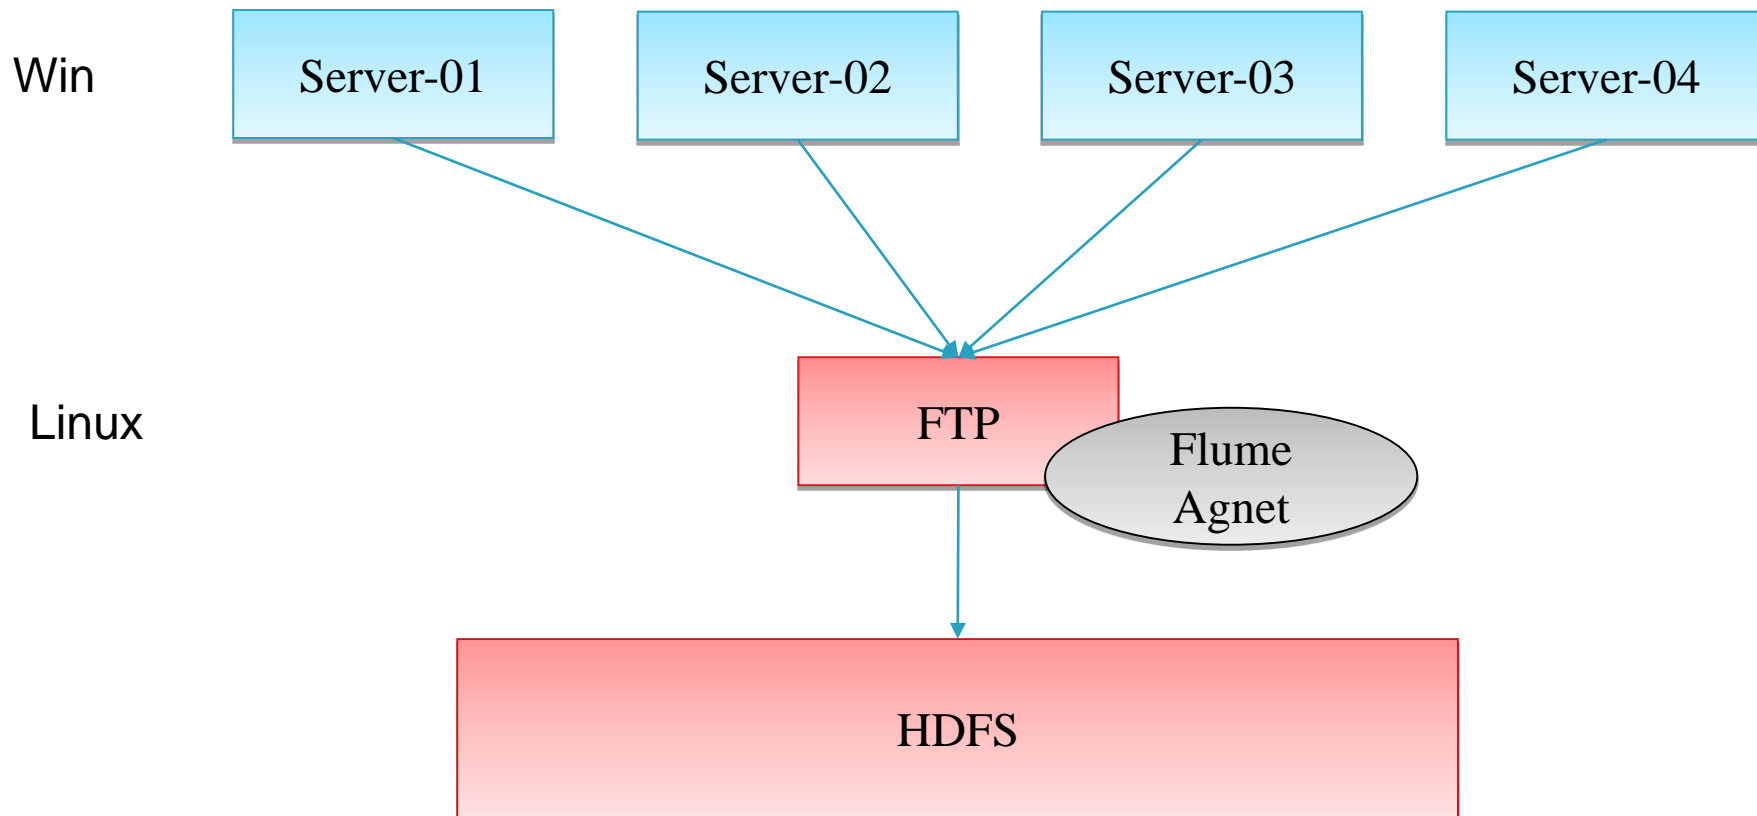 Win
Server-01
Server-02
Server-03
Server-04
Linux
FTP
Flume
Agnet
HDFS